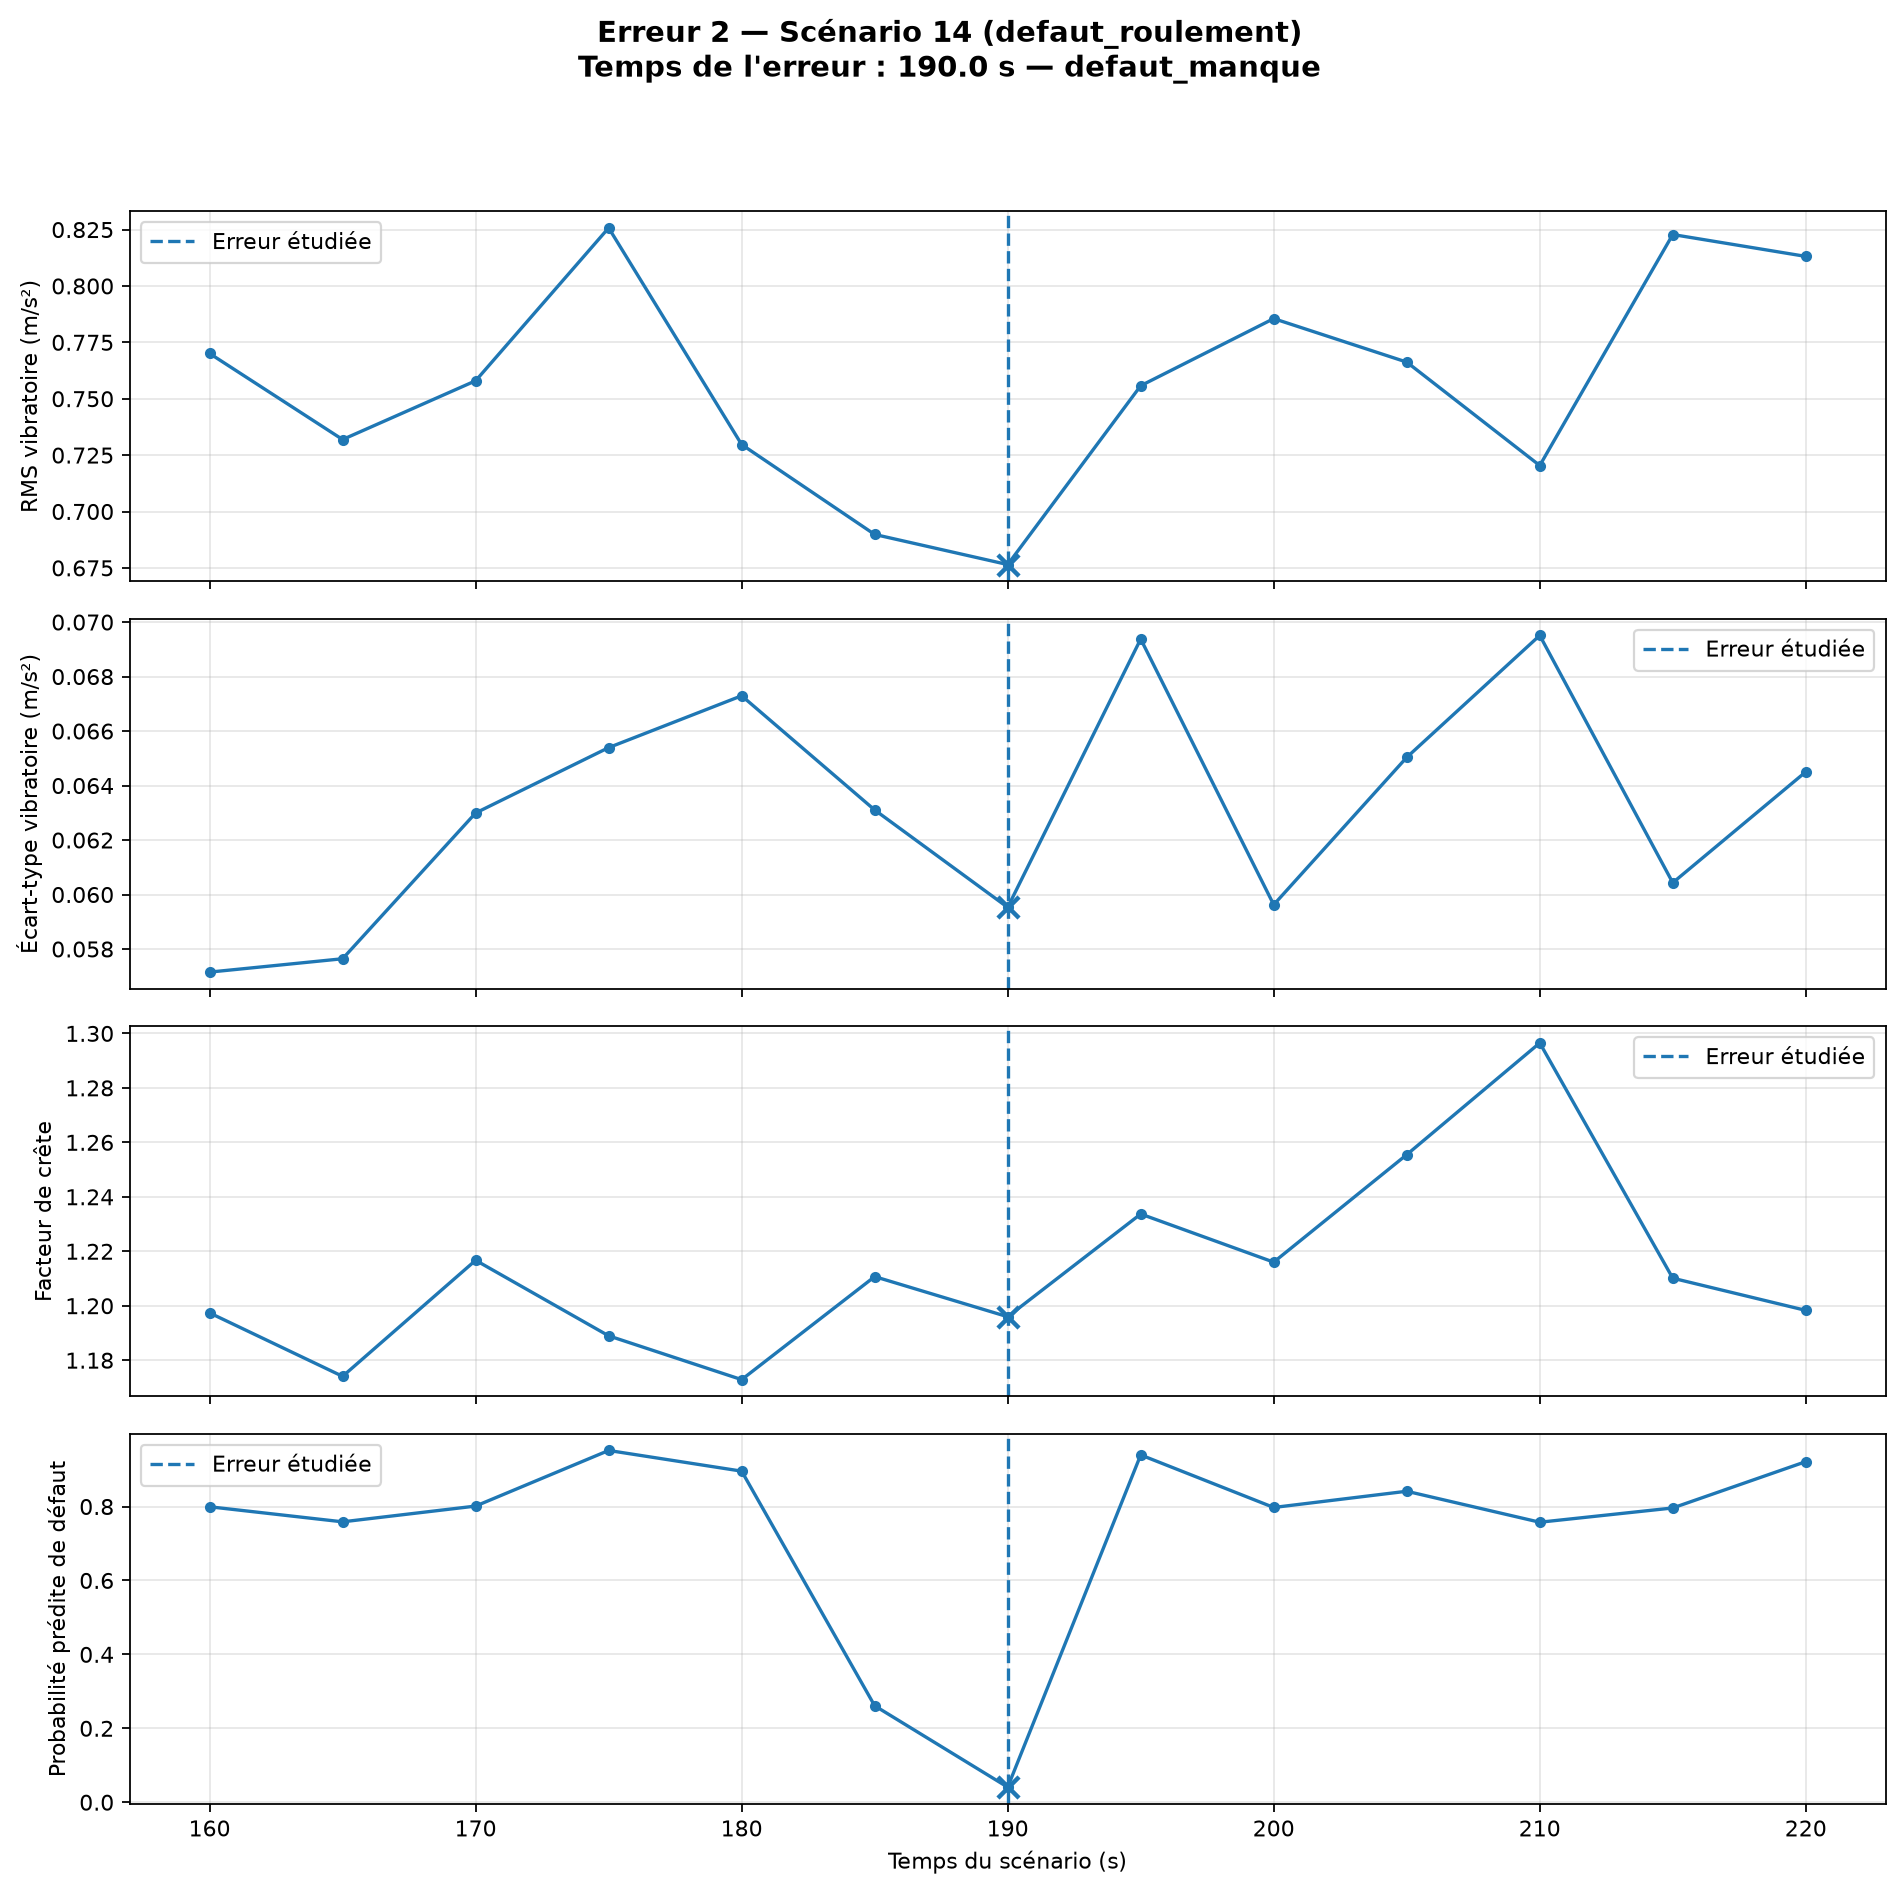 Erreur 2 — Scénario 14 (defaut_roulement)
Temps de l'erreur : 190.0 s — defaut_manque
RMS vibratoire (m/s²)
0.825
0.800
0.775
0.750
0.725
0.700
0.675
Erreur étudiée
Écart-type vibratoire (m/s²)
0.070
0.068
0.066
0.064
0.062
0.060
0.058
Erreur étudiée
Facteur de crête
1.30
1.28
1.26
1.24
1.22
1.20
1.18
Erreur étudiée
Probabilité prédite de défaut
0.8
0.6
0.4
0.2
0.0
Erreur étudiée
160 170 180 190 200 210 220
Temps du scénario (s)